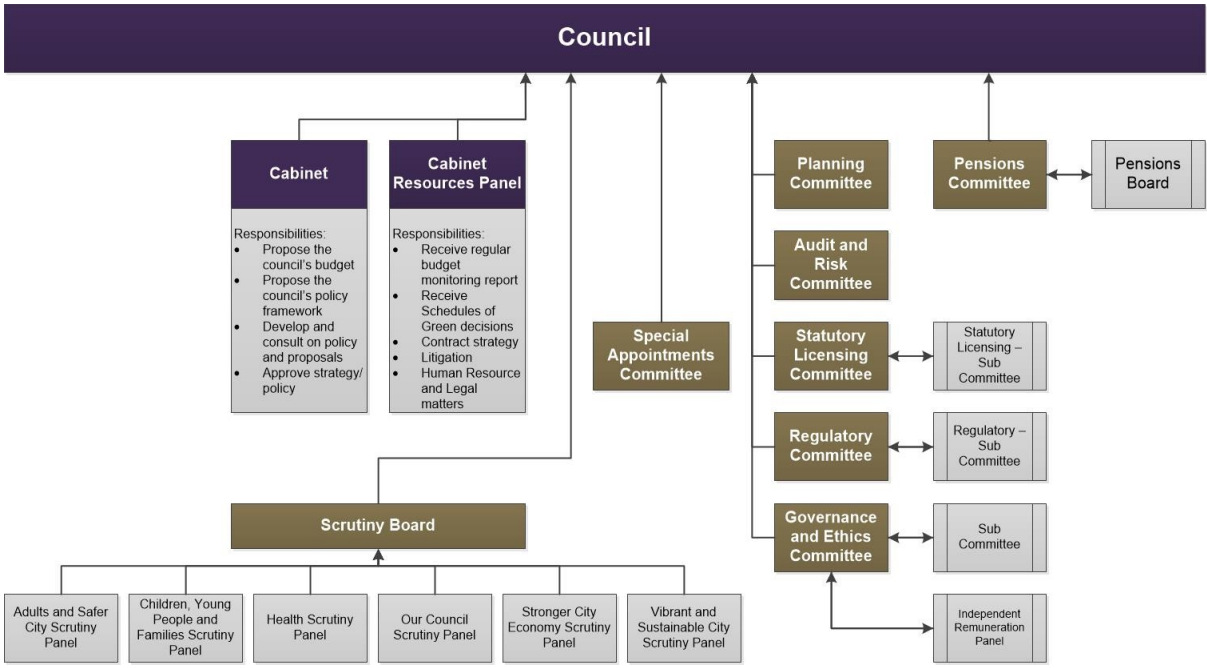 Council
Cabinet
Responsibilities:
• Propose the
council's budget
• Propose the
council's policy
framework
• Develop and
consult on policy
and proposals
• Approve strategy/
policy
Cabinet
Resources Panel
Responsibilities:
• Receive regular
budget
monitoring report
• Receive
Schedules of
Green decisions
• Contract strategy
• Litigation
• Human Resource
and Legal
matters
Special
Appointments
Committee
Planning
Committee
Audit and
Risk
Committee
Statutory
Licensing
Committee
Statutory
Licensing –
Sub
Committee
Regulatory
Committee
Regulatory –
Sub
Committee
Governance
and Ethics
Committee
Sub
Committee
Independent
Remuneration
Panel
Pensions
Committee
Pensions
Board
Scrutiny Board
Adults and Safer
City Scrutiny
Panel
Children, Young
People and
Families Scrutiny
Panel
Health Scrutiny
Panel
Our Council
Scrutiny Panel
Stronger City
Economy Scrutiny
Panel
Vibrant and
Sustainable City
Scrutiny Panel